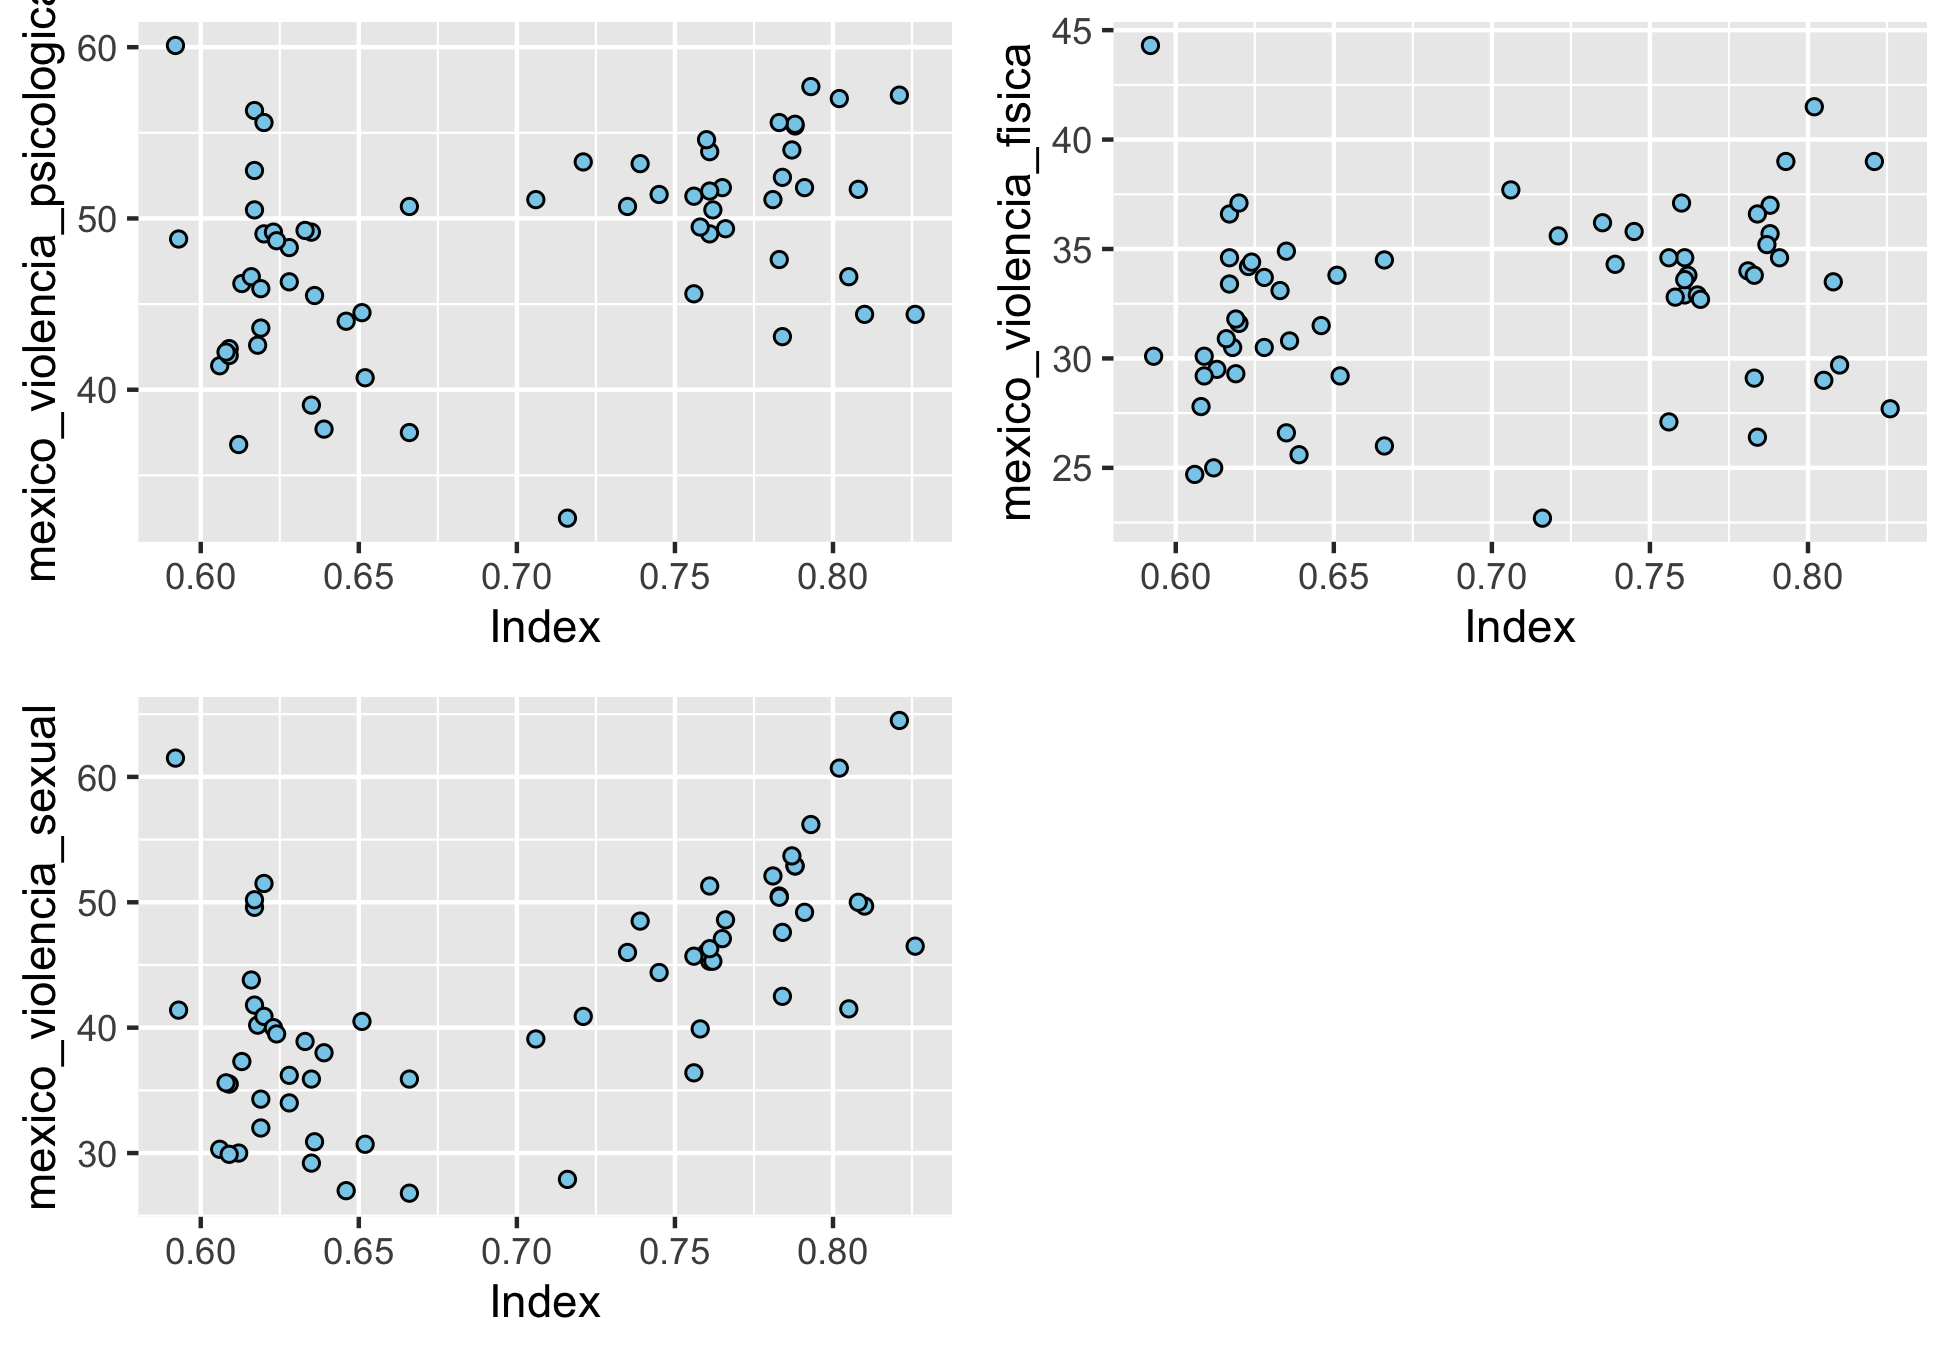 mexico_violencia_psicologica
60
50
40
0.60 0.65 0.70 0.75 0.80
Index
mexico_violencia_fisica
45
40
35
30
25
0.60 0.65 0.70 0.75 0.80
Index
mexico_violencia_sexual
60
50
40
30
0.60 0.65 0.70 0.75 0.80
Index